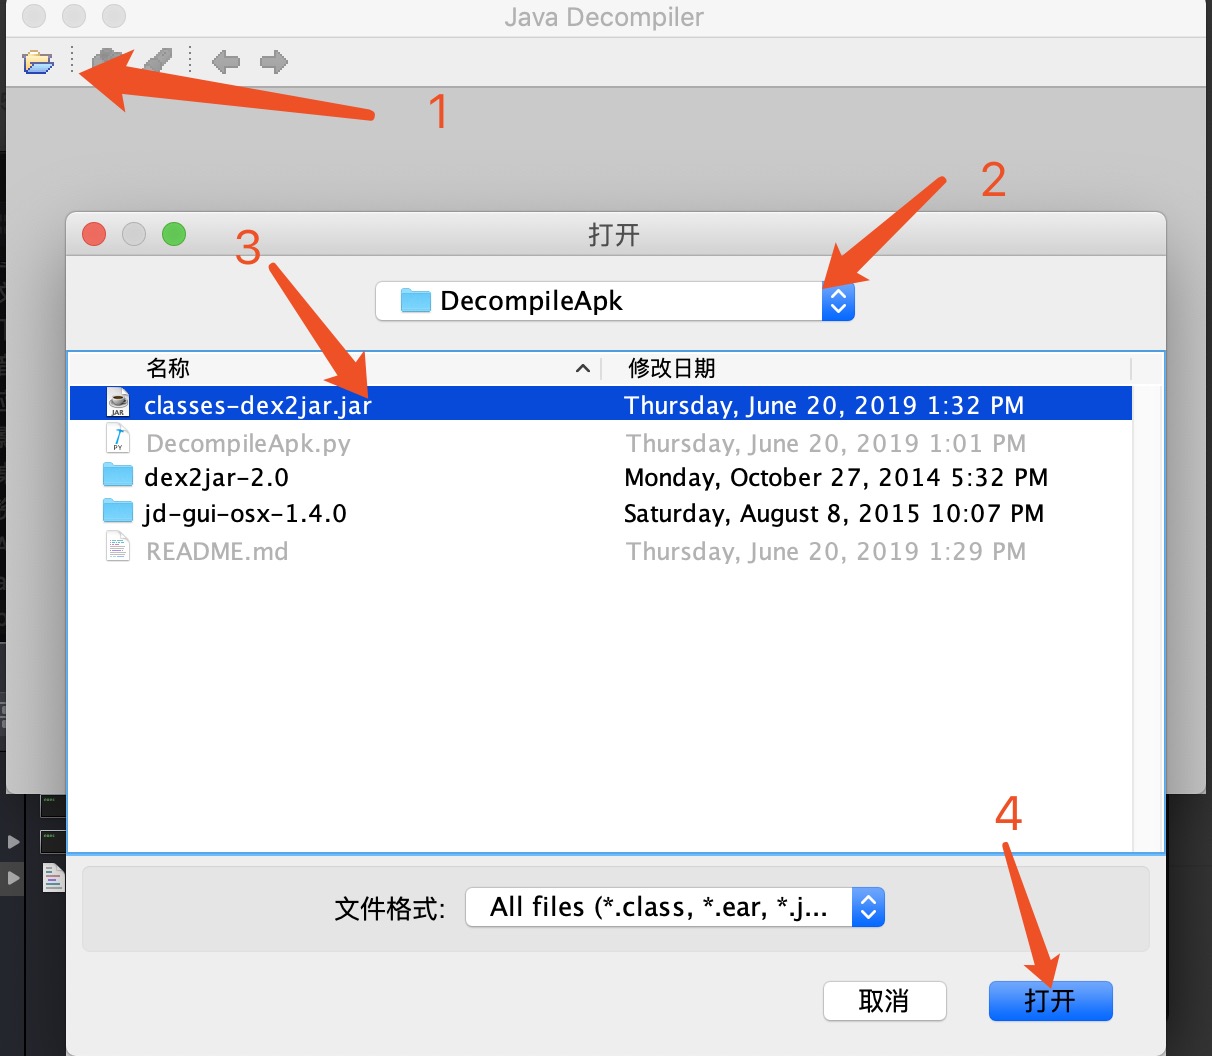 Java Decompiler
1
2
打开
3
DecompileApk
名称 修改日期
classes-dex2jar.jar Thursday, June 20, 2019 1:32 PM
DecompileApk.py Thursday, June 20, 2019 1:01 PM
dex2jar-2.0 Monday, October 27, 2014 5:32 PM
jd-gui-osx-1.4.0 Saturday, August 8, 2015 10:07 PM
README.md Thursday, June 20, 2019 1:29 PM
4
文件格式: All files (*.class, *.ear, *.j...
取消 打开